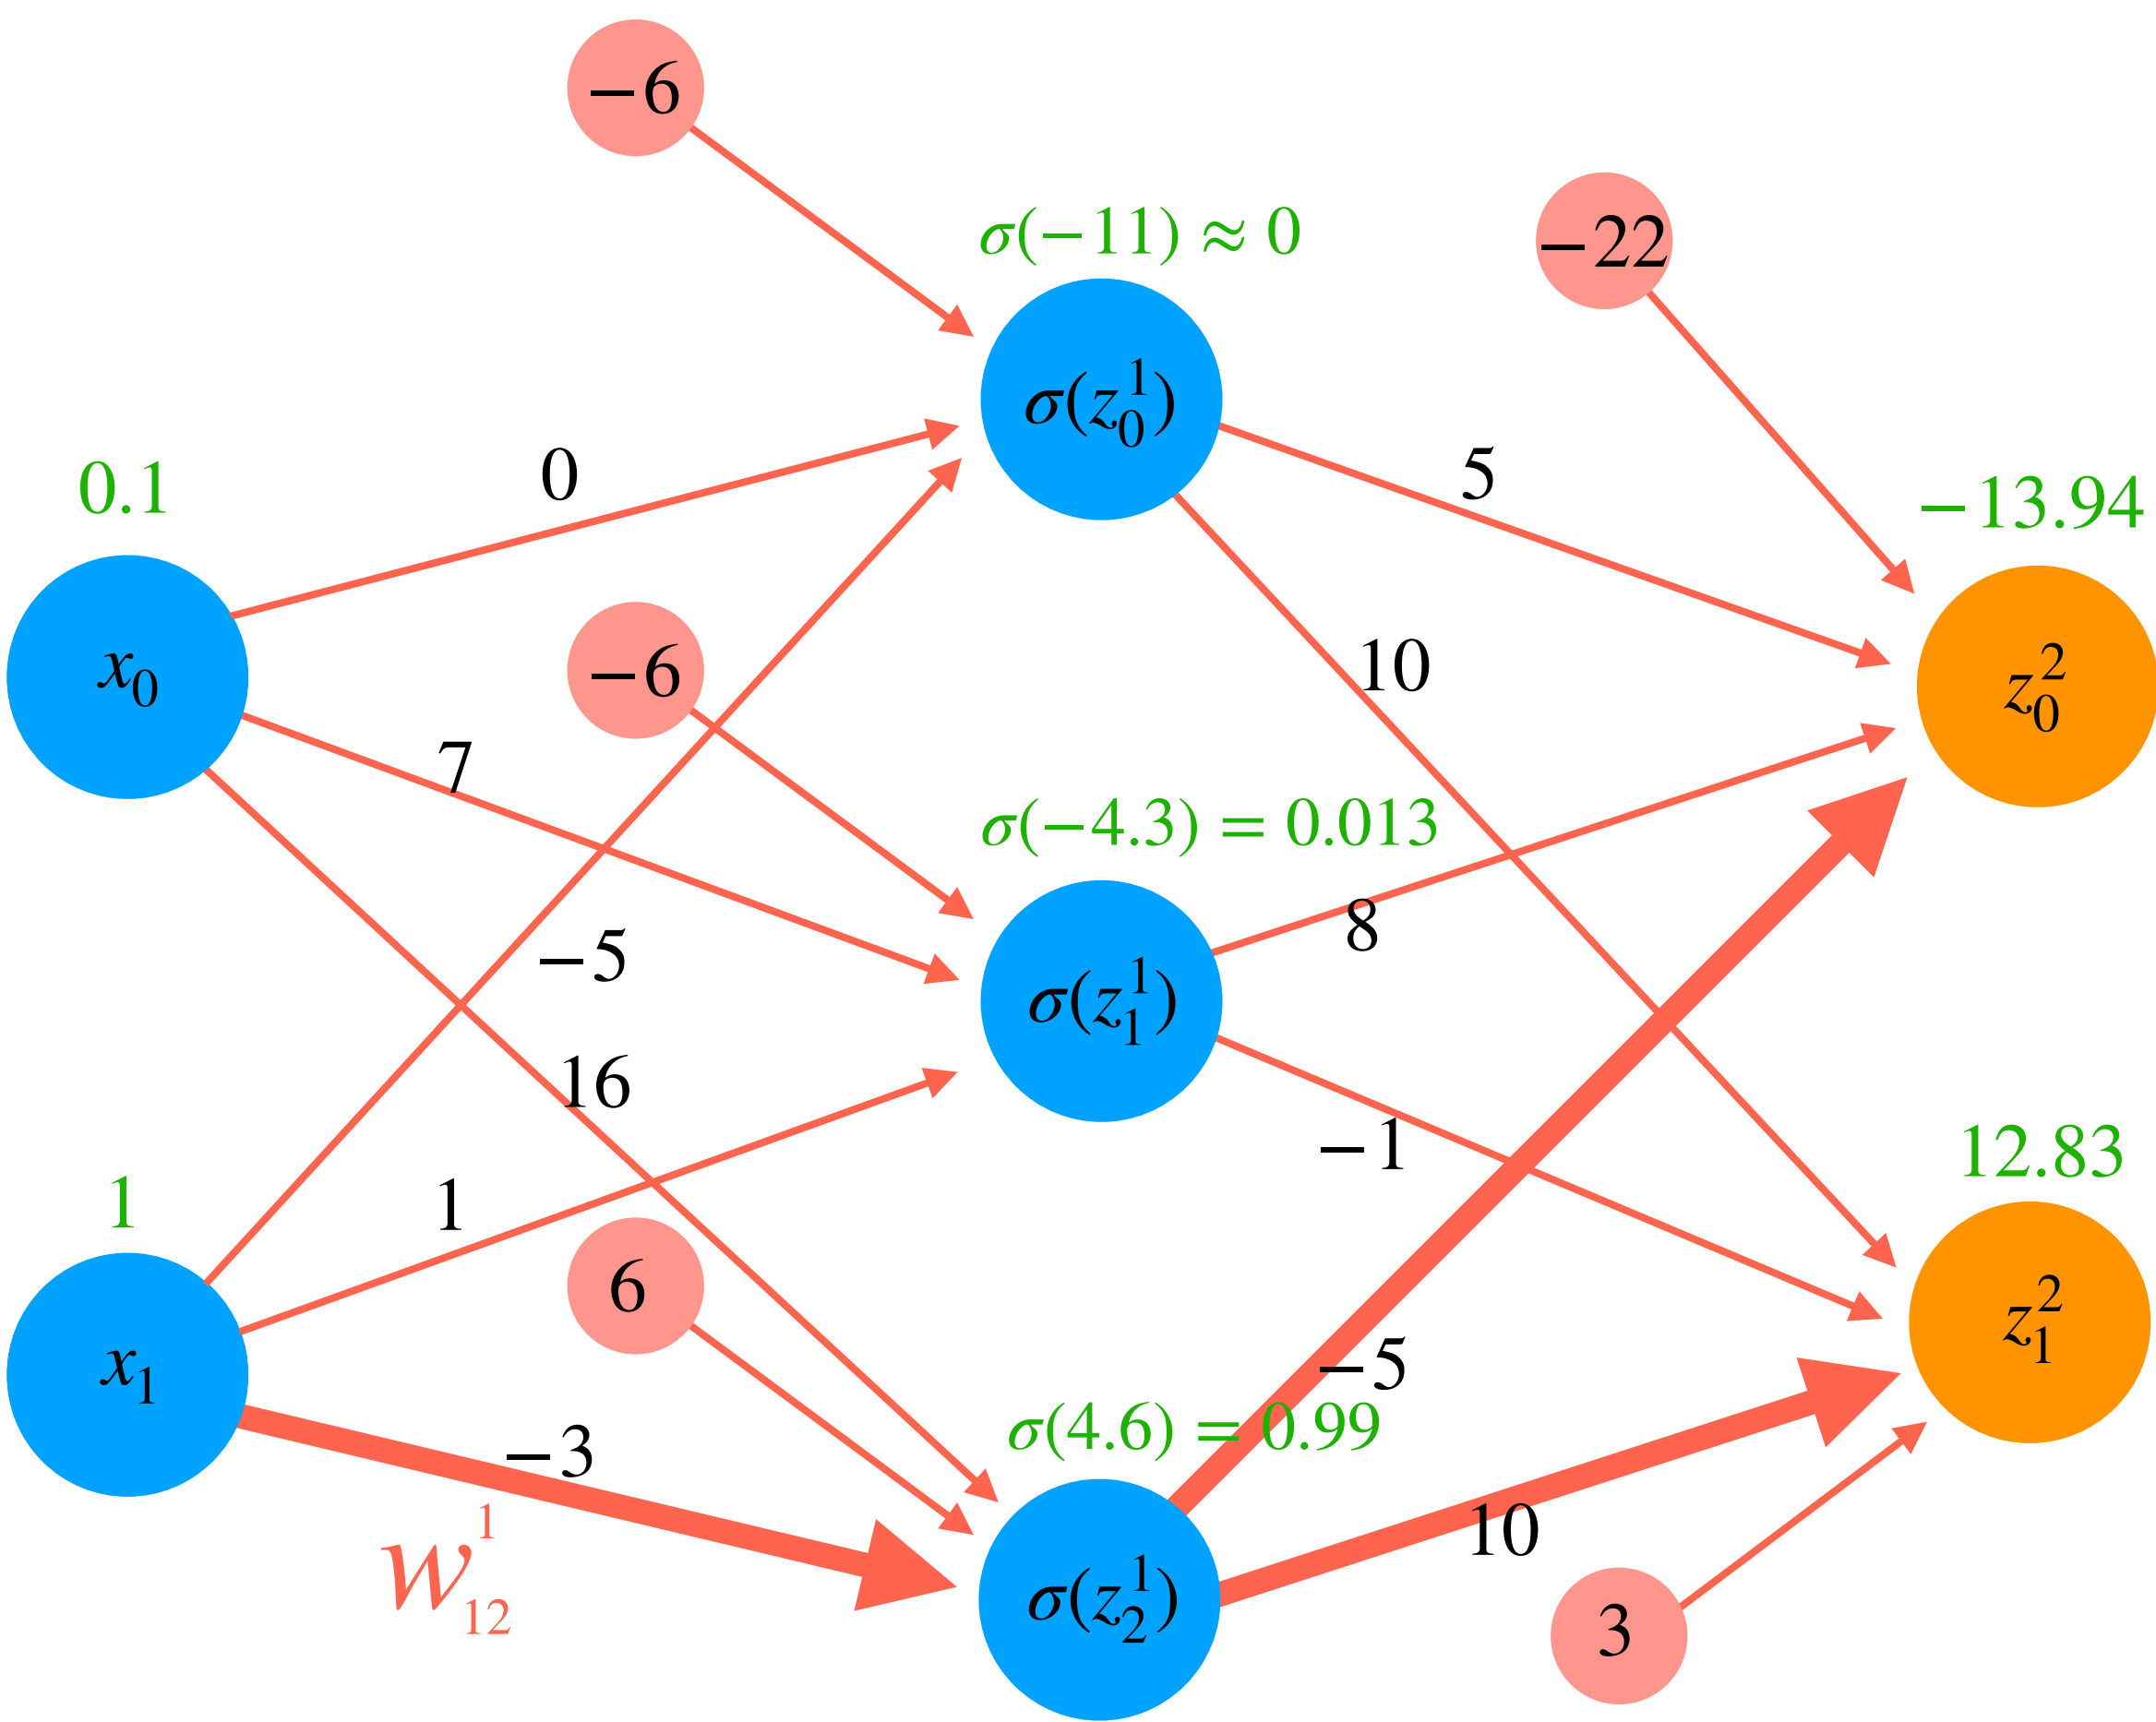 −6
σ(−11) ≈ 0
−22
σ(z₀¹)
0.1
0
5
−13.94
x₀
−6
10
z₀²
7
σ(−4.3) = 0.013
8
−5
σ(z₁¹)
16
−1
12.83
1
1
6
z₁²
x₁
−5
σ(4.6) = 0.99
−3
10
w₁₂¹
σ(z₂¹)
3